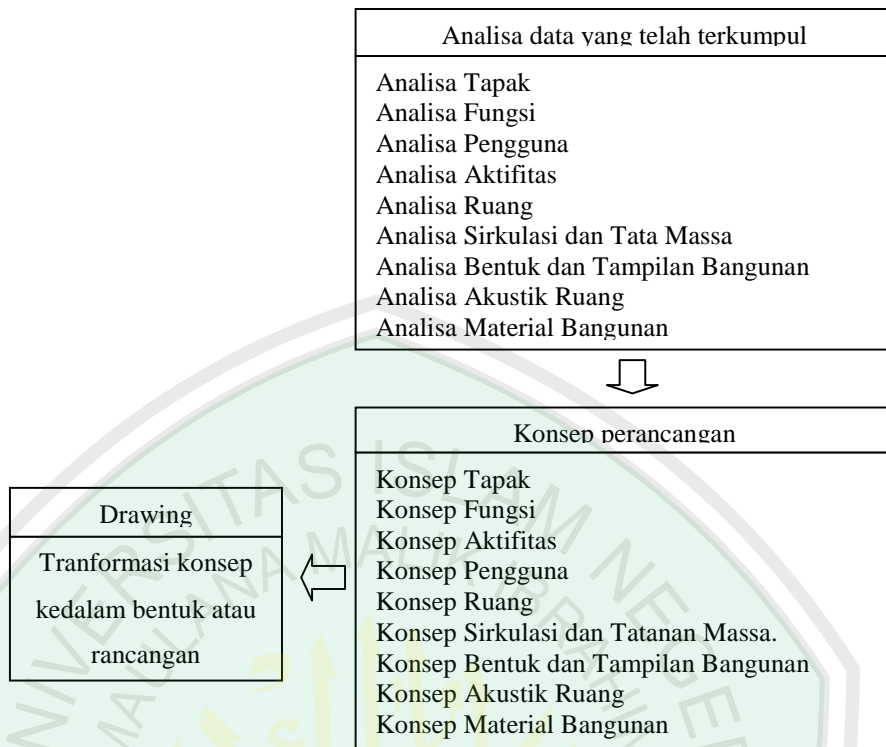 Analisa data yang telah terkumpul
Analisa Tapak
Analisa Fungsi
Analisa Pengguna
Analisa Aktifitas
Analisa Ruang
Analisa Sirkulasi dan Tata Massa
Analisa Bentuk dan Tampilan Bangunan
Analisa Akustik Ruang
Analisa Material Bangunan
Konsep perancangan
Konsep Tapak
Konsep Fungsi
Konsep Aktifitas
Konsep Pengguna
Konsep Ruang
Konsep Sirkulasi dan Tatanan Massa.
Konsep Bentuk dan Tampilan Bangunan
Konsep Akustik Ruang
Konsep Material Bangunan
Drawing
Tranformasi konsep
kedalam bentuk atau
rancangan